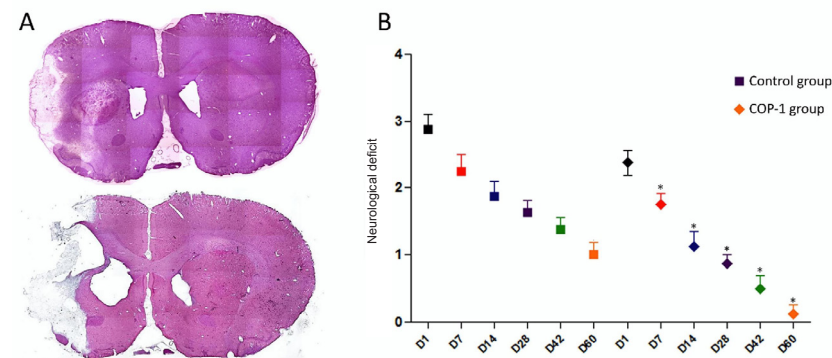 A
B
4
3
2
1
0
Neurological deficit
Control group
COP-1 group
*
*
*
*
*
D1
D7
D14
D28
D42
D60
D1
D7
D14
D28
D42
D60